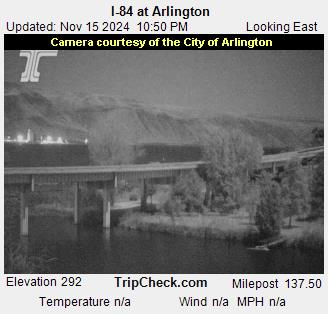 I-84 at Arlington
Updated: Nov 15 2024 10:50 PM Looking East
Camera courtesy of the City of Arlington
Elevation 292 TripCheck.com Milepost 137.50
Temperature n/a Wind n/a MPH n/a